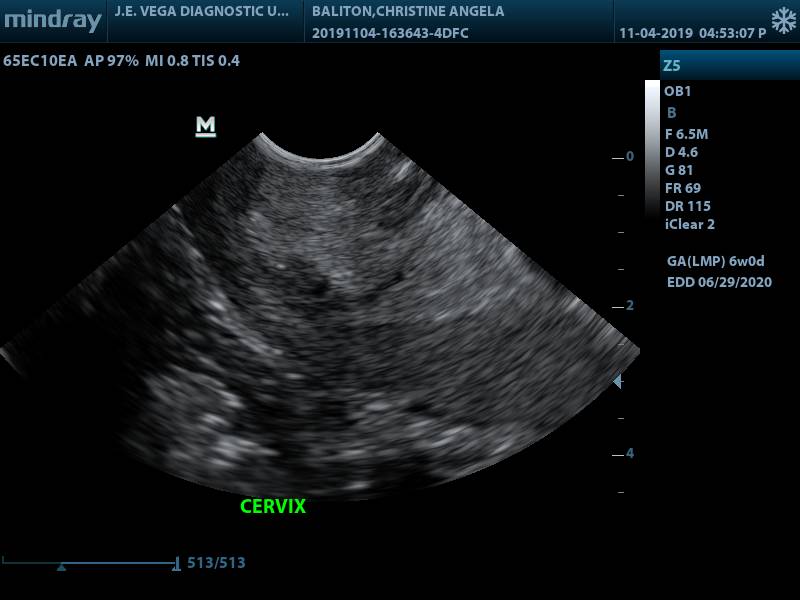 mindray
J.E. VEGA DIAGNOSTIC U...
BALITON,CHRISTINE ANGELA
20191104-163643-4DFC
11-04-2019 04:53:07 P
65EC10EA AP 97% MI 0.8 TIS 0.4
Z5
M
OB1
B
F 6.5M
D 4.6
G 81
FR 69
DR 115
iClear 2
GA(LMP) 6w0d
EDD 06/29/2020
0
2
4
CERVIX
513/513